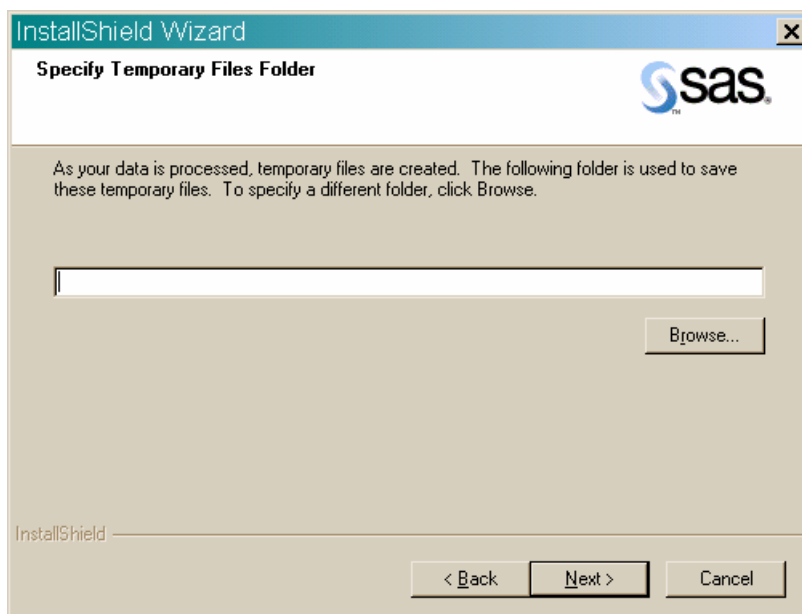 InstallShield Wizard
Specify Temporary Files Folder
sas.
TM
As your data is processed, temporary files are created. The following folder is used to save
these temporary files. To specify a different folder, click Browse.
Browse...
InstallShield
< Back
Next >
Cancel